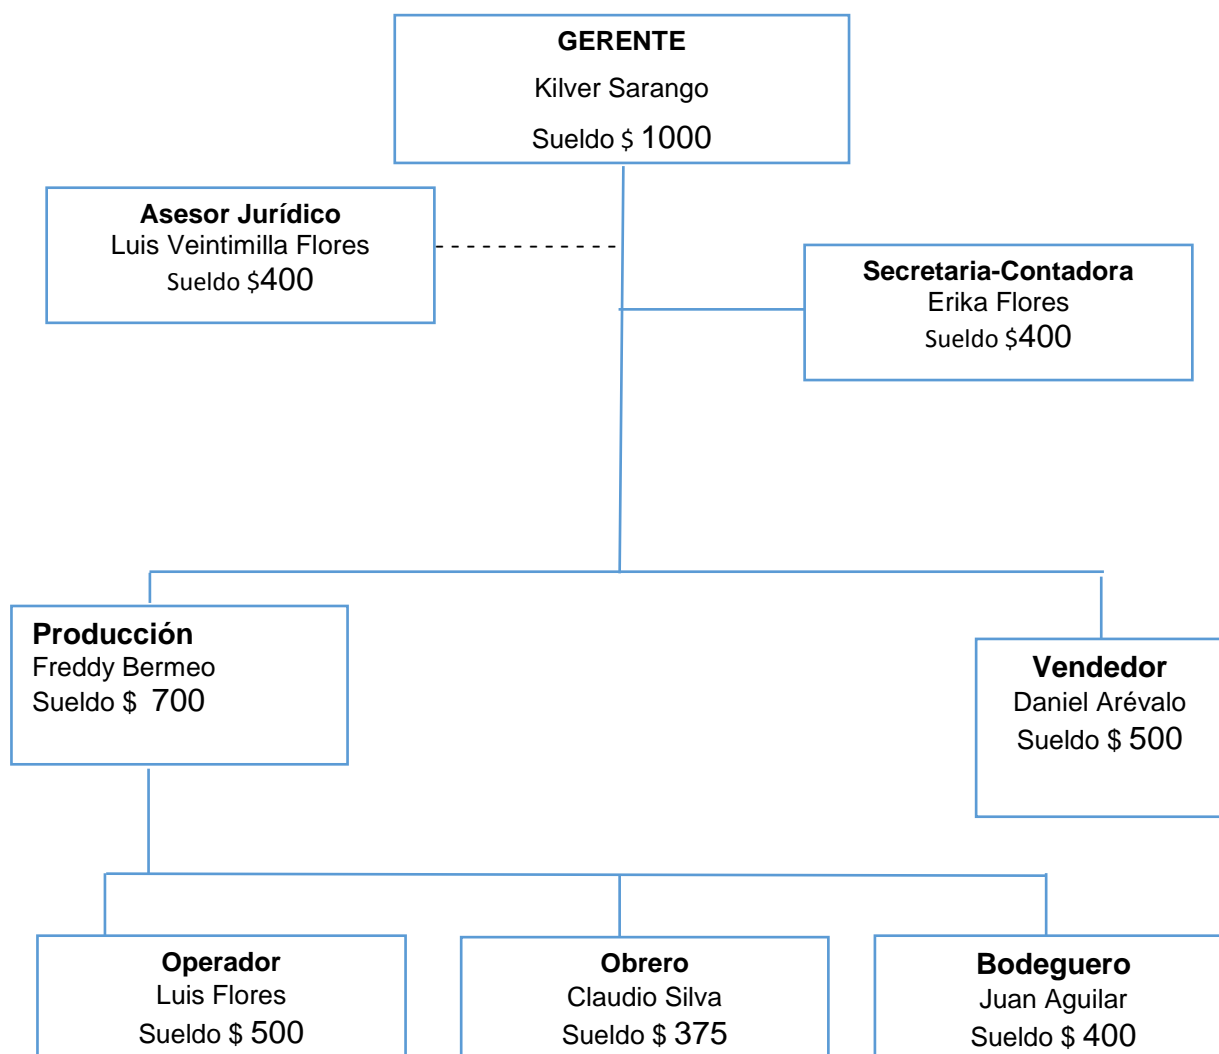 GERENTE
Kilver Sarango
Sueldo $ 1000
Asesor Jurídico
Luis Veintimilla Flores
Sueldo $400
Secretaria-Contadora
Erika Flores
Sueldo $400
Producción
Freddy Bermeo
Sueldo $ 700
Vendedor
Daniel Arévalo
Sueldo $ 500
Operador
Luis Flores
Sueldo $ 500
Obrero
Claudio Silva
Sueldo $ 375
Bodeguero
Juan Aguilar
Sueldo $ 400